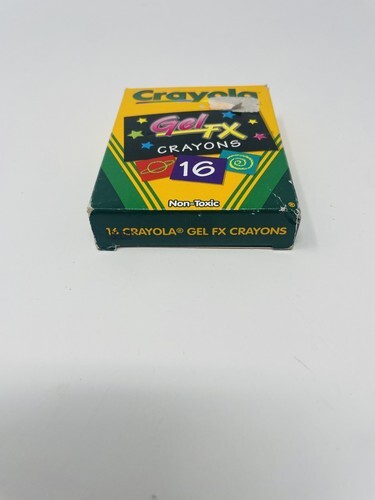 Crayola
Gel
FX
CRAYONS
16
Non-Toxic
16 CRAYOLA® GEL FX CRAYONS